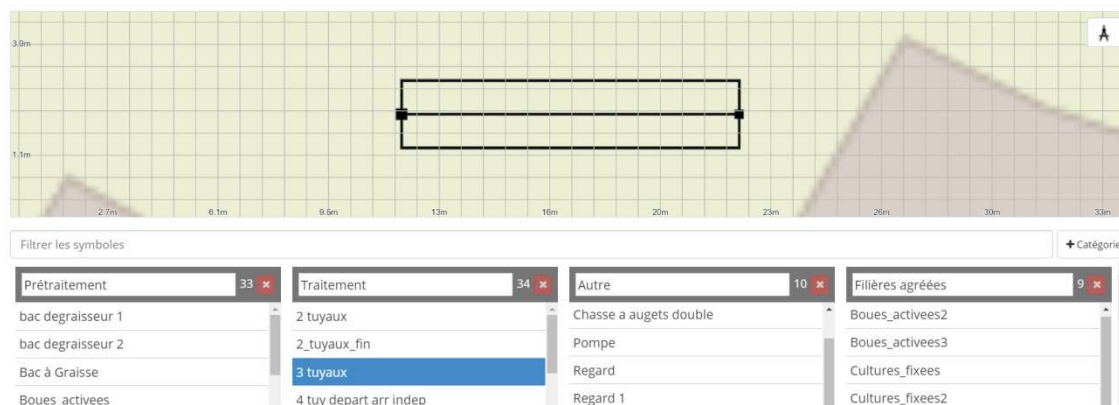 3.9m
1.1m
2.7m 6.1m 9.5m 13m 16m 20m 23m 26m 30m 33m
Filtrer les symboles
+ Catégorie
Prétraitement 33 Traitement 34 Autre 10 Filières agréées 9
bac degraisseur 1 2 tuyaux Chasse a augets double Boues_activees2
bac degraisseur 2 2_tuyaux_fin Pompe Boues_activees3
Bac à Graisse 3 tuyaux Regard Cultures_fixees
Boues_activees 4 tuy depart arr indep Regard 1 Cultures_fixees2